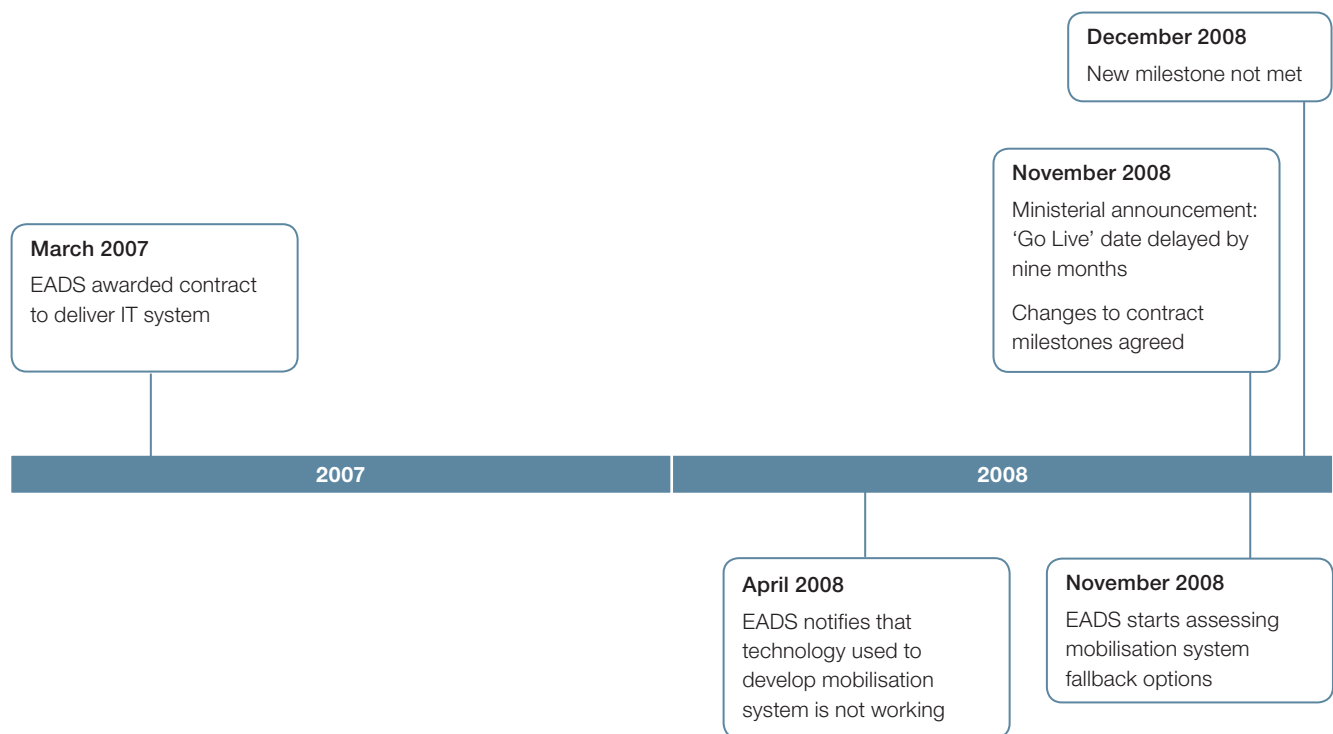 December 2008
New milestone not met
November 2008
Ministerial announcement:
‘Go Live’ date delayed by
nine months
Changes to contract
milestones agreed
March 2007
EADS awarded contract
to deliver IT system
2007
2008
April 2008
EADS notifies that
technology used to
develop mobilisation
system is not working
November 2008
EADS starts assessing
mobilisation system
fallback options